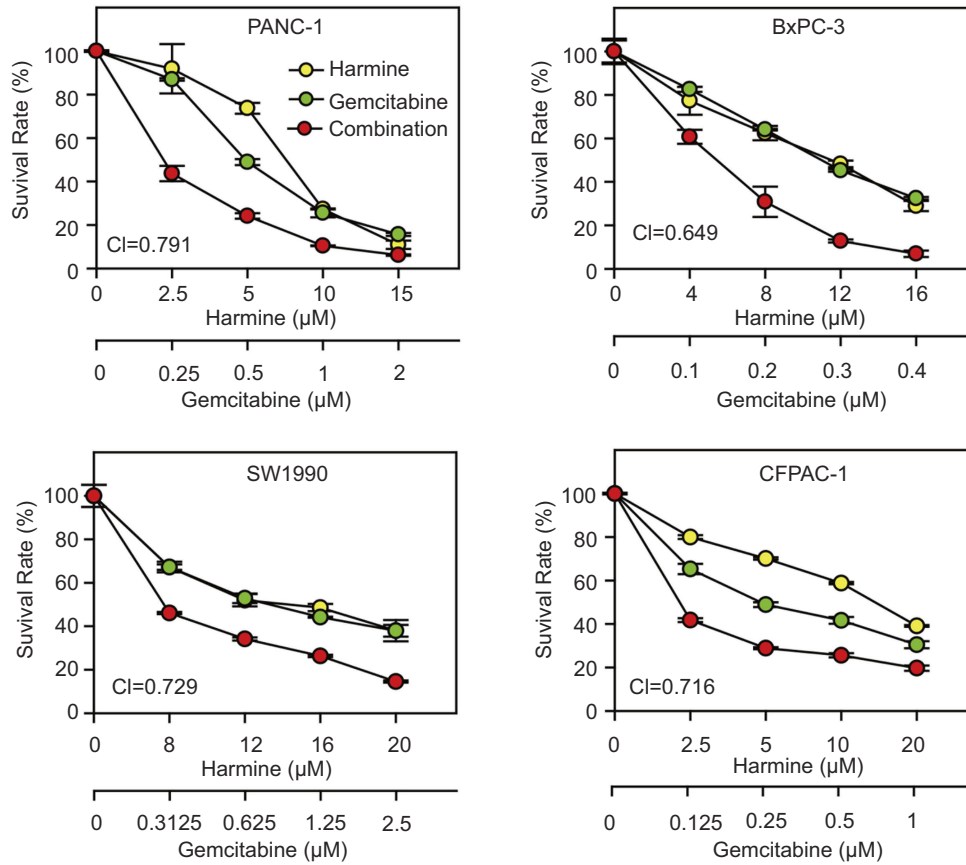 PANC-1
Suvival Rate (%)
100
80
60
40
20
0
Harmine
Gemcitabine
Combination
CI=0.791
0 2.5 5 10 15
Harmine (µM)
0 0.25 0.5 1 2
Gemcitabine (µM)
BxPC-3
Suvival Rate (%)
100
80
60
40
20
0
CI=0.649
0 4 8 12 16
Harmine (µM)
0 0.1 0.2 0.3 0.4
Gemcitabine (µM)
SW1990
Suvival Rate (%)
100
80
60
40
20
0
CI=0.729
0 8 12 16 20
Harmine (µM)
0 0.3125 0.625 1.25 2.5
Gemcitabine (µM)
CFPAC-1
Suvival Rate (%)
100
80
60
40
20
0
CI=0.716
0 2.5 5 10 20
Harmine (µM)
0 0.125 0.25 0.5 1
Gemcitabine (µM)